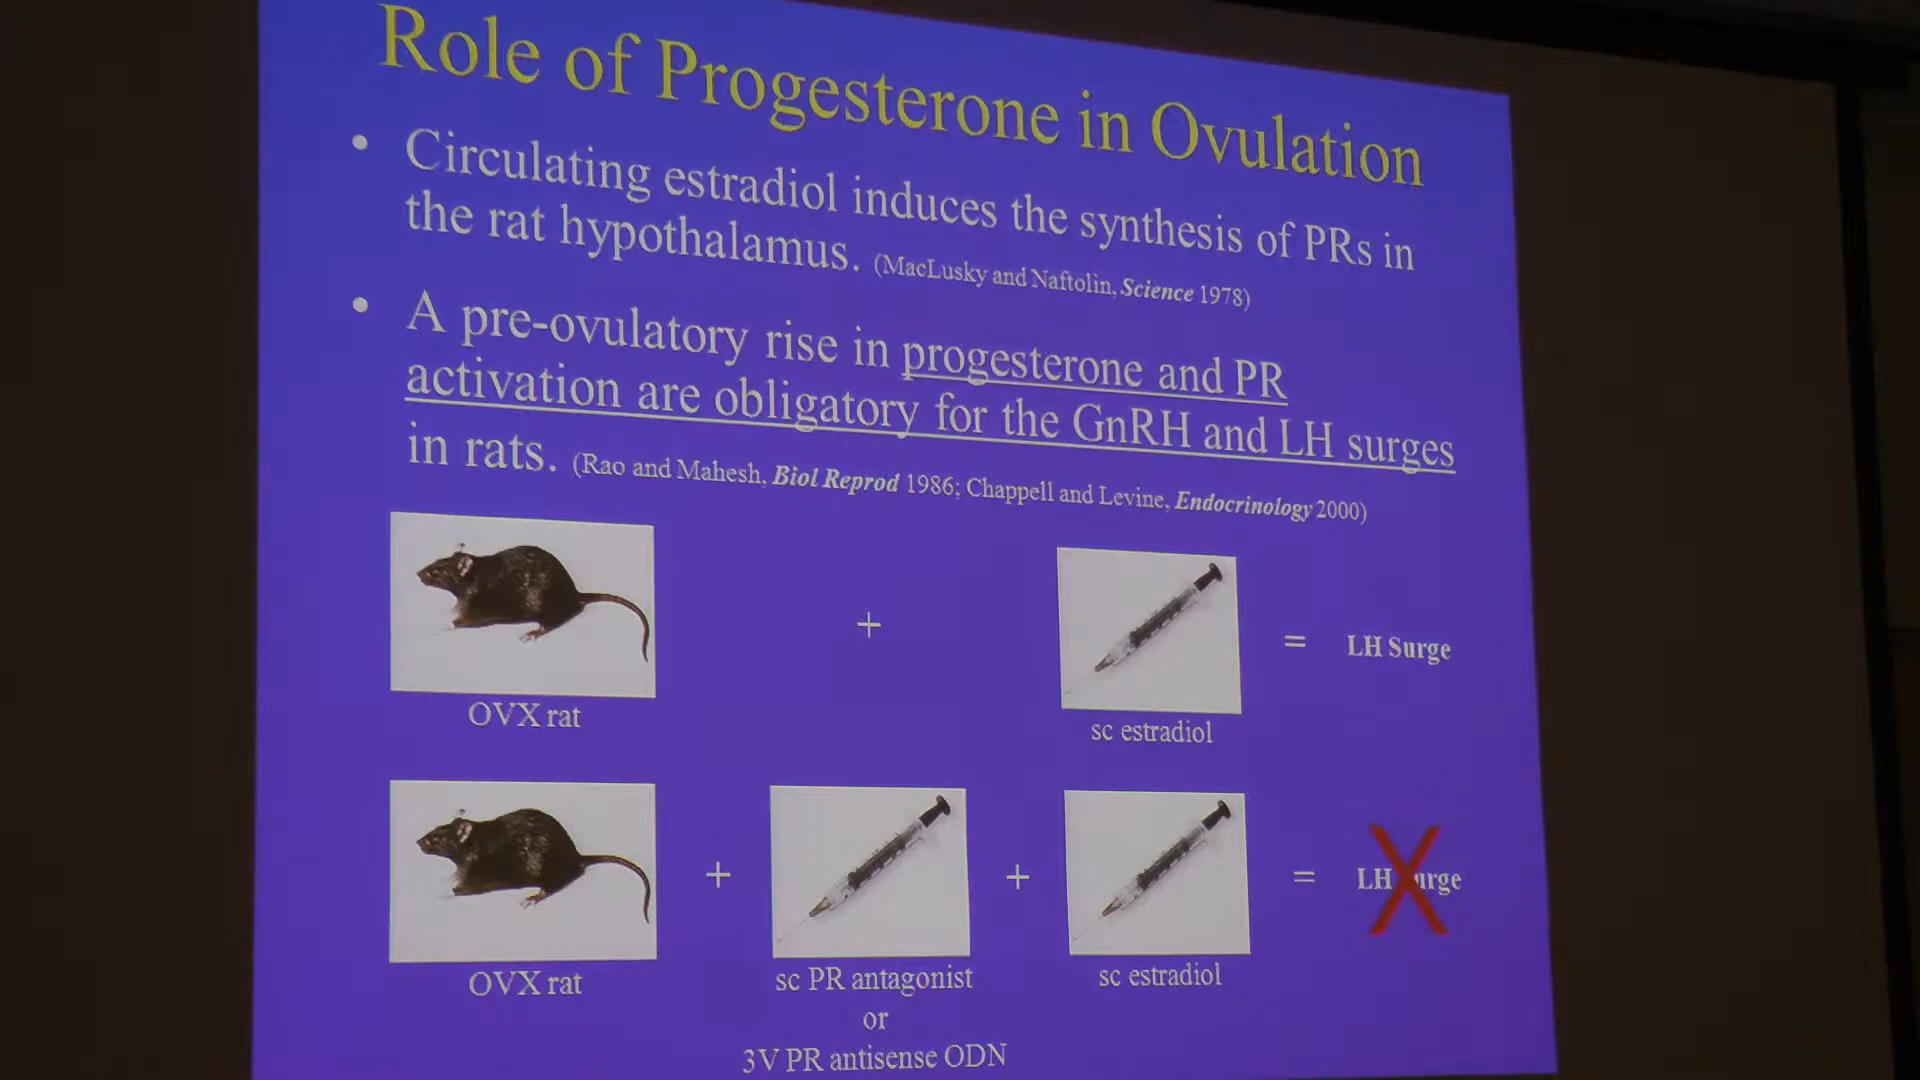 Role of Progesterone in Ovulation
• Circulating estradiol induces the synthesis of PRs in
the rat hypothalamus. (MacLusky and Naftolin, Science 1978)
• A pre-ovulatory rise in progesterone and PR
activation are obligatory for the GnRH and LH surges
in rats. (Rao and Mahesh, Biol Reprod 1986; Chappell and Levine, Endocrinology 2000)
+
= LH Surge
OVX rat
sc estradiol
+ + = LH urge
X
OVX rat
sc PR antagonist
sc estradiol
or
3V PR antisense ODN